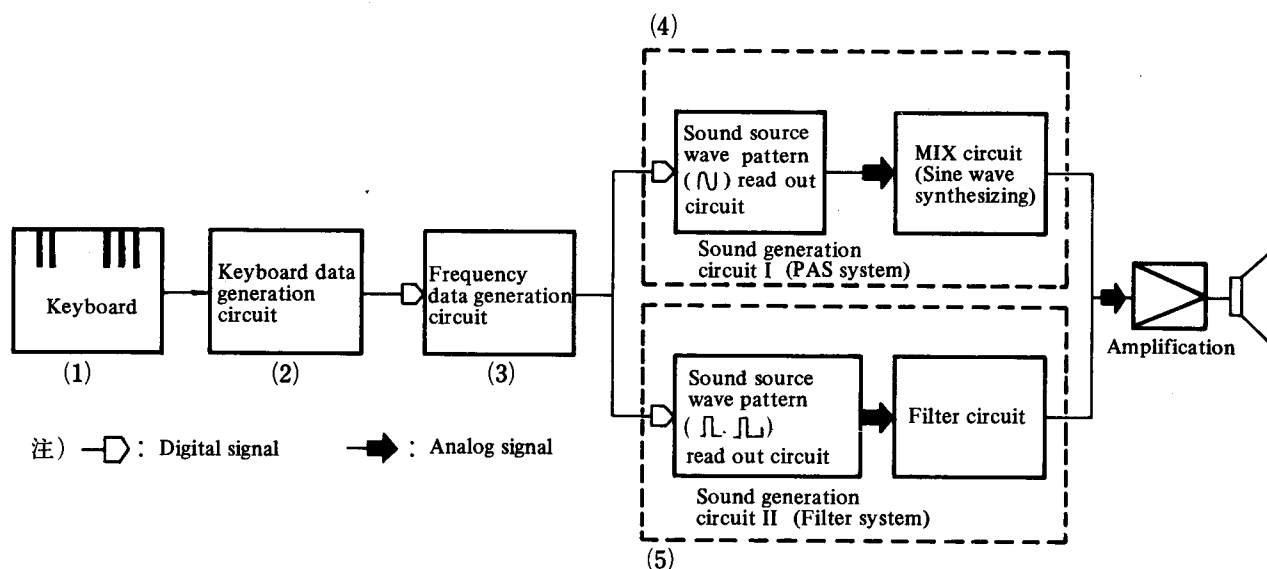 (4)
Sound source
wave pattern
( ) read out
circuit
MIX circuit
(Sine wave
synthesizing)
Sound generation
circuit I (PAS system)
Keyboard
(1)
Keyboard data
generation
circuit
(2)
Frequency
data generation
circuit
(3)
Amplification
Sound source
wave pattern
( . )
read out circuit
Filter circuit
Sound generation
circuit II (Filter system)
(5)
注) : Digital signal
: Analog signal